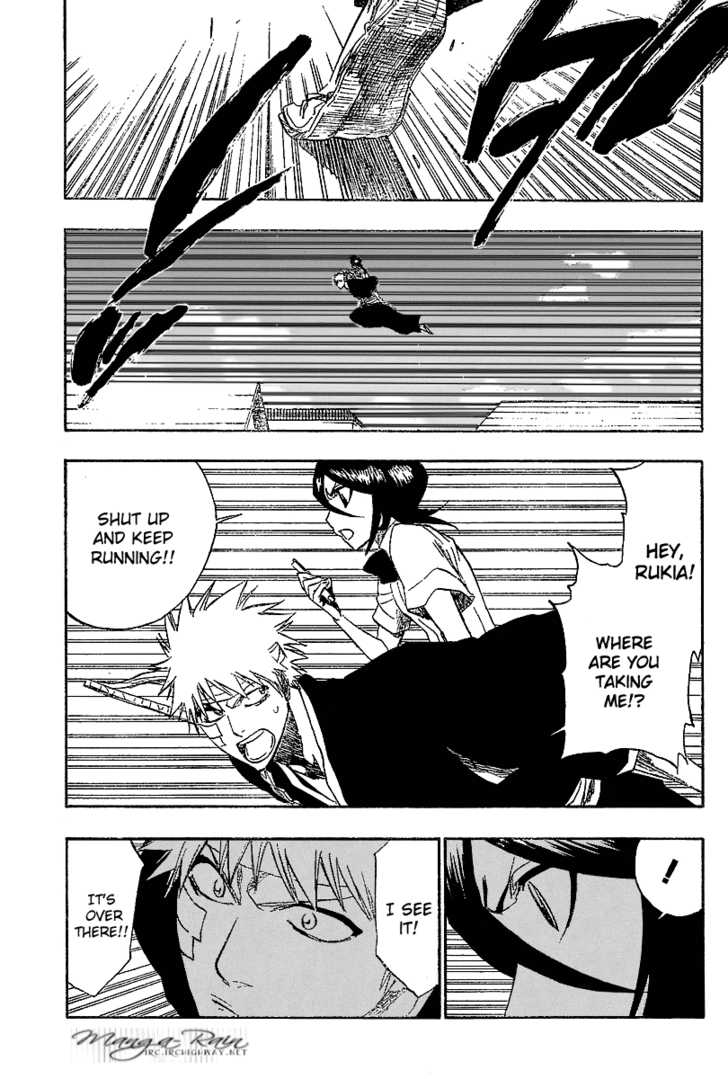 HEY,
RUKIA!
WHERE
ARE YOU
TAKING
ME!?
SHUT UP
AND KEEP
RUNNING!!
!
I SEE
IT!
IT'S
OVER
THERE!!
Manga-Rain
IRC.IRCHIGHWAY.NET